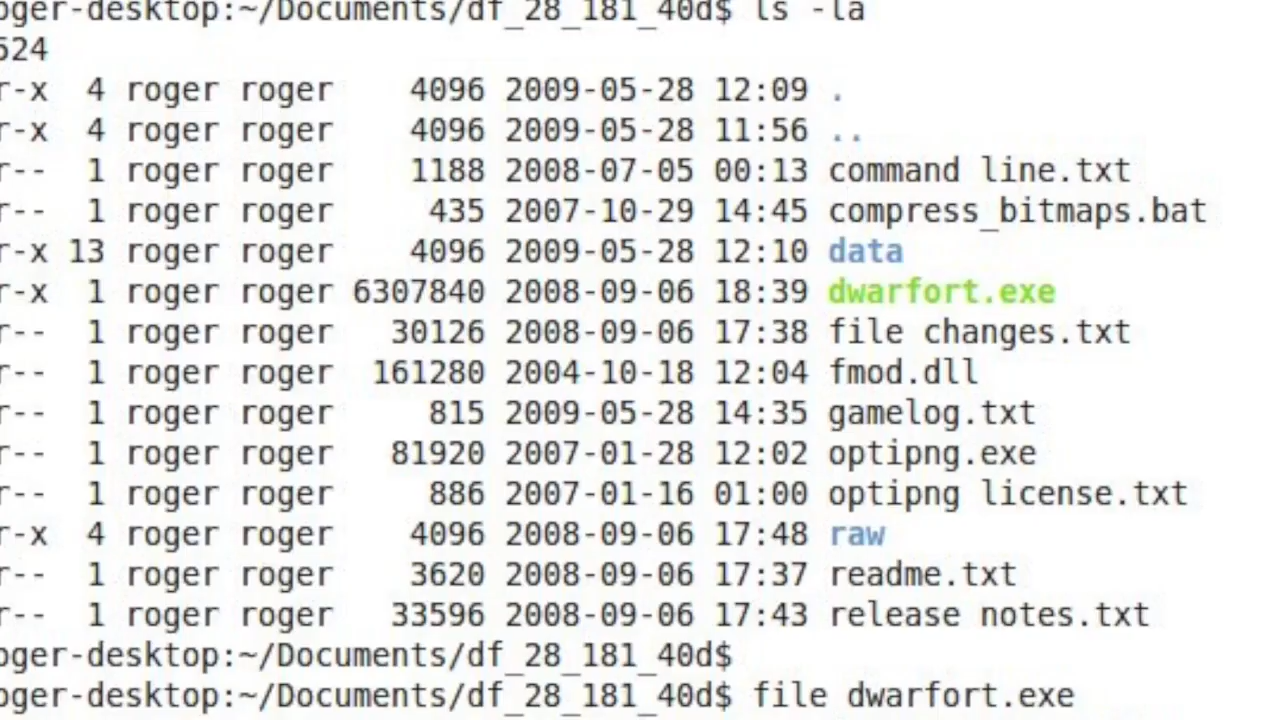 oger-desktop:~/Documents/df_28_181_40d$ ls -la
524
r-x 4 roger roger 4096 2009-05-28 12:09 .
r-x 4 roger roger 4096 2009-05-28 11:56 ..
r-- 1 roger roger 1188 2008-07-05 00:13 command line.txt
r-- 1 roger roger 435 2007-10-29 14:45 compress_bitmaps.bat
r-x 13 roger roger 4096 2009-05-28 12:10 data
r-x 1 roger roger 6307840 2008-09-06 18:39 dwarfort.exe
r-- 1 roger roger 30126 2008-09-06 17:38 file changes.txt
r-- 1 roger roger 161280 2004-10-18 12:04 fmod.dll
r-- 1 roger roger 815 2009-05-28 14:35 gamelog.txt
r-- 1 roger roger 81920 2007-01-28 12:02 optipng.exe
r-- 1 roger roger 886 2007-01-16 01:00 optipng license.txt
r-x 4 roger roger 4096 2008-09-06 17:48 raw
r-- 1 roger roger 3620 2008-09-06 17:37 readme.txt
r-- 1 roger roger 33596 2008-09-06 17:43 release notes.txt
oger-desktop:~/Documents/df_28_181_40d$
oger-desktop:~/Documents/df_28_181_40d$ file dwarfort.exe